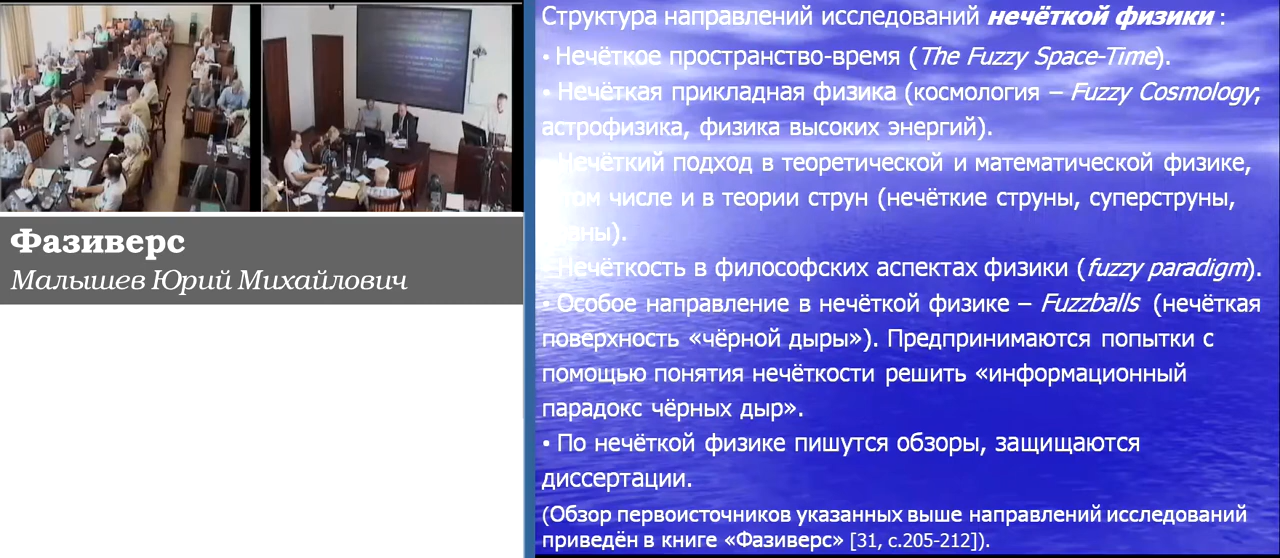 Фазиверс
Малышев Юрий Михайлович
Структура направлений исследований нечёткой физики :
• Нечёткое пространство-время (The Fuzzy Space-Time).
• Нечёткая прикладная физика (космология – Fuzzy Cosmology;
астрофизика, физика высоких энергий).
Нечёткий подход в теоретической и математической физике,
том числе и в теории струн (нечёткие струны, суперструны,
браны).
• Нечёткость в философских аспектах физики (fuzzy paradigm).
• Особое направление в нечёткой физике – Fuzzballs (нечёткая
поверхность «чёрной дыры»). Предпринимаются попытки с
помощью понятия нечёткости решить «информационный
парадокс чёрных дыр».
• По нечёткой физике пишутся обзоры, защищаются
диссертации.
(Обзор первоисточников указанных выше направлений исследований
приведён в книге «Фазиверс» [31, с.205-212]).